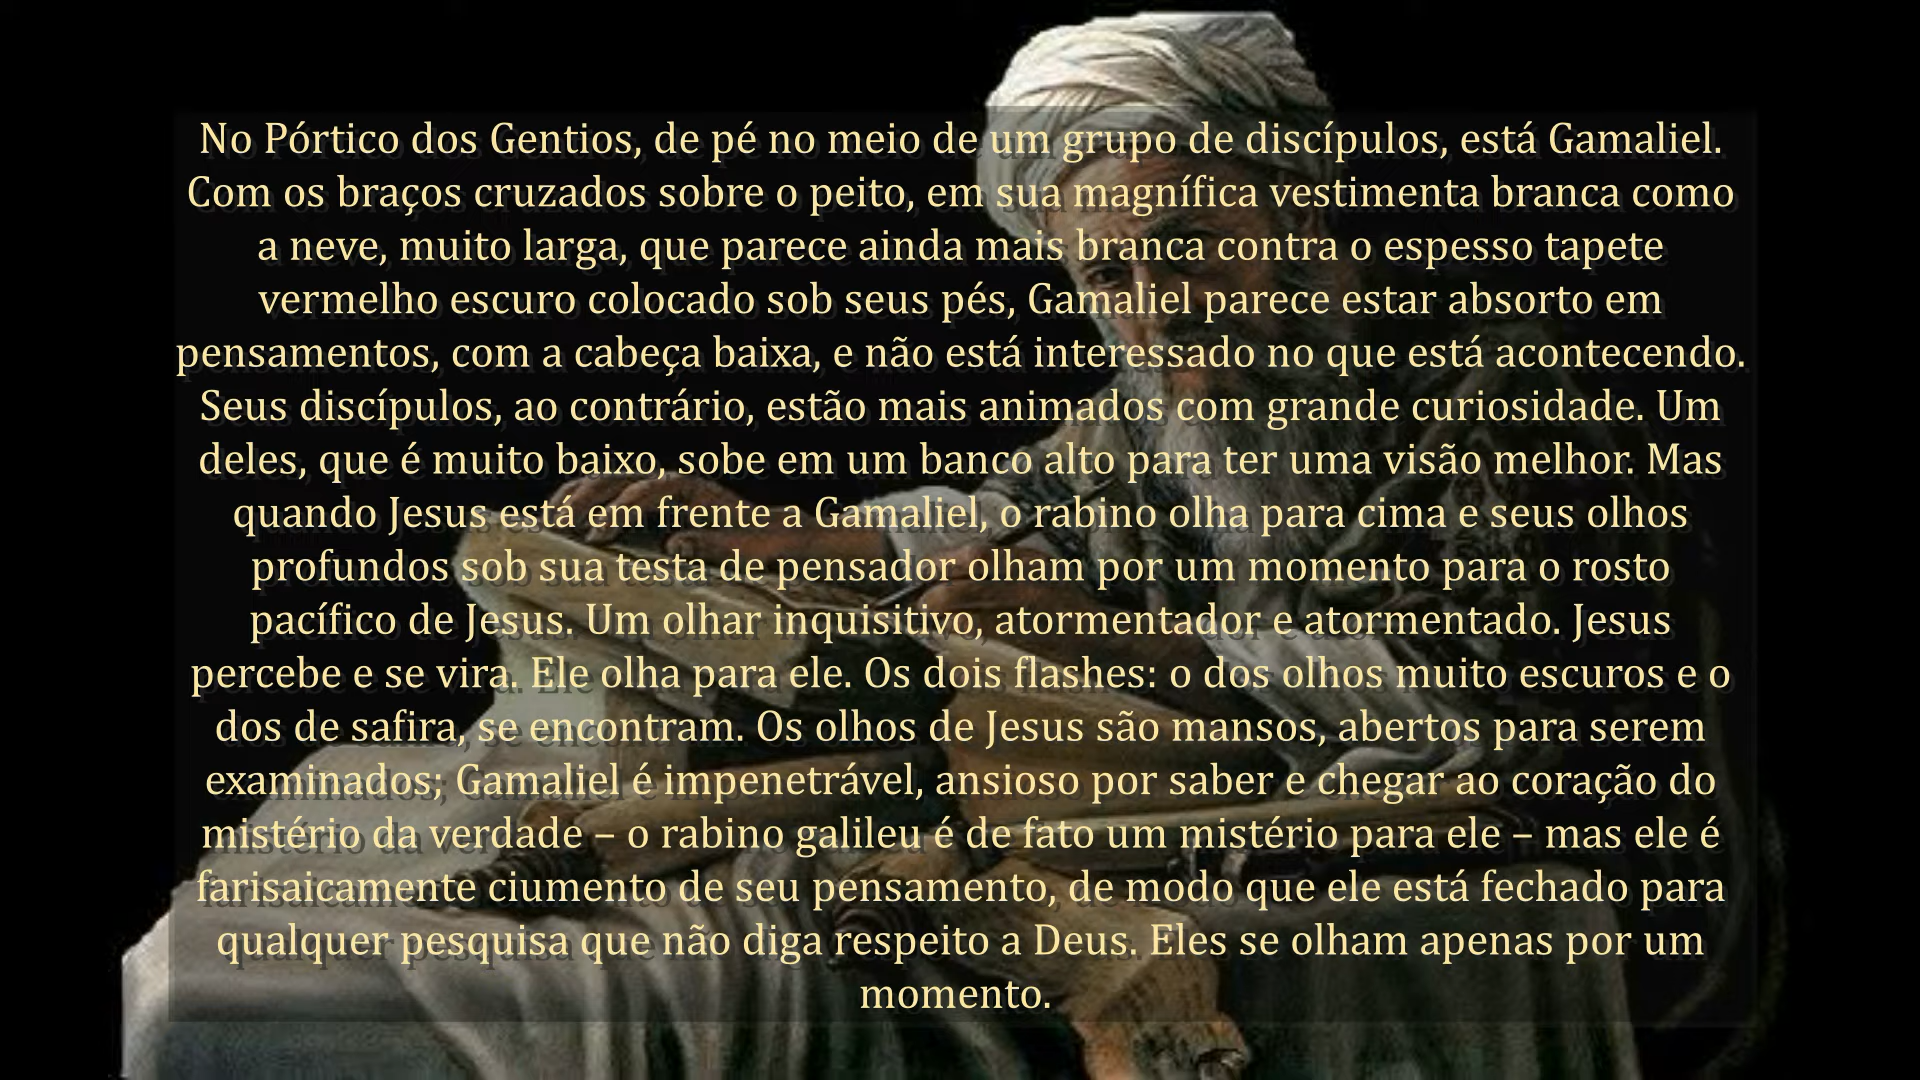 No Pórtico dos Gentios, de pé no meio de um grupo de discípulos, está Gamaliel.
Com os braços cruzados sobre o peito, em sua magnífica vestimenta branca como
a neve, muito larga, que parece ainda mais branca contra o espesso tapete
vermelho escuro colocado sob seus pés, Gamaliel parece estar absorto em
pensamentos, com a cabeça baixa, e não está interessado no que está acontecendo.
Seus discípulos, ao contrário, estão mais animados com grande curiosidade. Um
deles, que é muito baixo, sobe em um banco alto para ter uma visão melhor. Mas
quando Jesus está em frente a Gamaliel, o rabino olha para cima e seus olhos
profundos sob sua testa de pensador olham por um momento para o rosto
pacífico de Jesus. Um olhar inquisitivo, atormentador e atormentado. Jesus
percebe e se vira. Ele olha para ele. Os dois flashes: o dos olhos muito escuros e o
dos de safira, se encontram. Os olhos de Jesus são mansos, abertos para serem
examinados; Gamaliel é impenetrável, ansioso por saber e chegar ao coração do
mistério da verdade – o rabino galileu é de fato um mistério para ele – mas ele é
farisaicamente ciumento de seu pensamento, de modo que ele está fechado para
qualquer pesquisa que não diga respeito a Deus. Eles se olham apenas por um
momento.